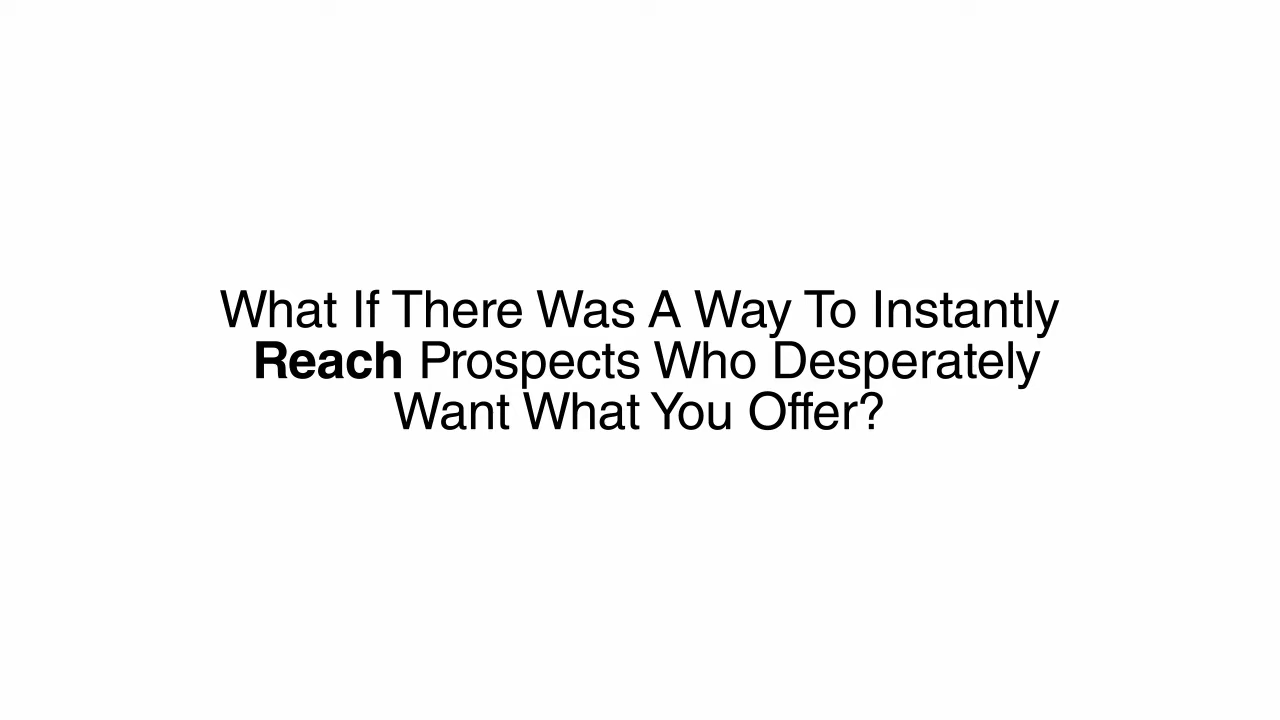 What If There Was A Way To Instantly
Reach Prospects Who Desperately
Want What You Offer?